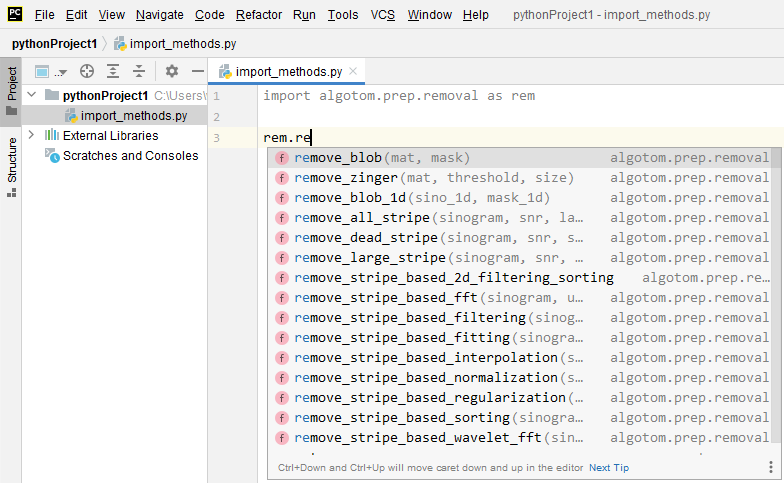 PC File Edit View Navigate Code Refactor Run Tools VCS Window Help pythonProject1 - import_methods.py
pythonProject1 import_methods.py
Project
Structure
..
pythonProject1 C:\Users\
import_methods.py
External Libraries
Scratches and Consoles
import_methods.py
1 import algotom.prep.removal as rem
2
3 rem.re
f remove_blob(mat, mask) algotom.prep.removal
f remove_zinger(mat, threshold, size) algotom.prep.removal
f remove_blob_1d(sino_1d, mask_1d) algotom.prep.removal
f remove_all_stripe(sinogram, snr, la… algotom.prep.removal
f remove_dead_stripe(sinogram, snr, s… algotom.prep.removal
f remove_large_stripe(sinogram, snr, … algotom.prep.removal
f remove_stripe_based_2d_filtering_sorting algotom.prep.re…
f remove_stripe_based_fft(sinogram, u… algotom.prep.removal
f remove_stripe_based_filtering(sinog… algotom.prep.removal
f remove_stripe_based_fitting(sinogra… algotom.prep.removal
f remove_stripe_based_interpolation(s… algotom.prep.removal
f remove_stripe_based_normalization(s… algotom.prep.removal
f remove_stripe_based_regularization(… algotom.prep.removal
f remove_stripe_based_sorting(sinogra… algotom.prep.removal
f remove_stripe_based_wavelet_fft(sin… algotom.prep.removal
Ctrl+Down and Ctrl+Up will move caret down and up in the editor Next Tip